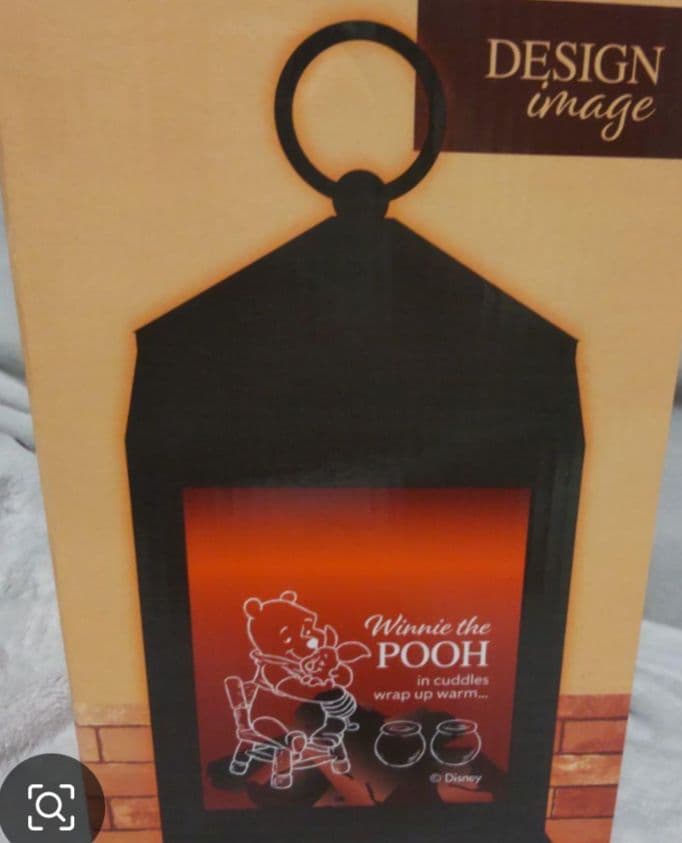 DESIGN
image
Winnie the
POOH
in cuddles
wrap up warm...
© Disney